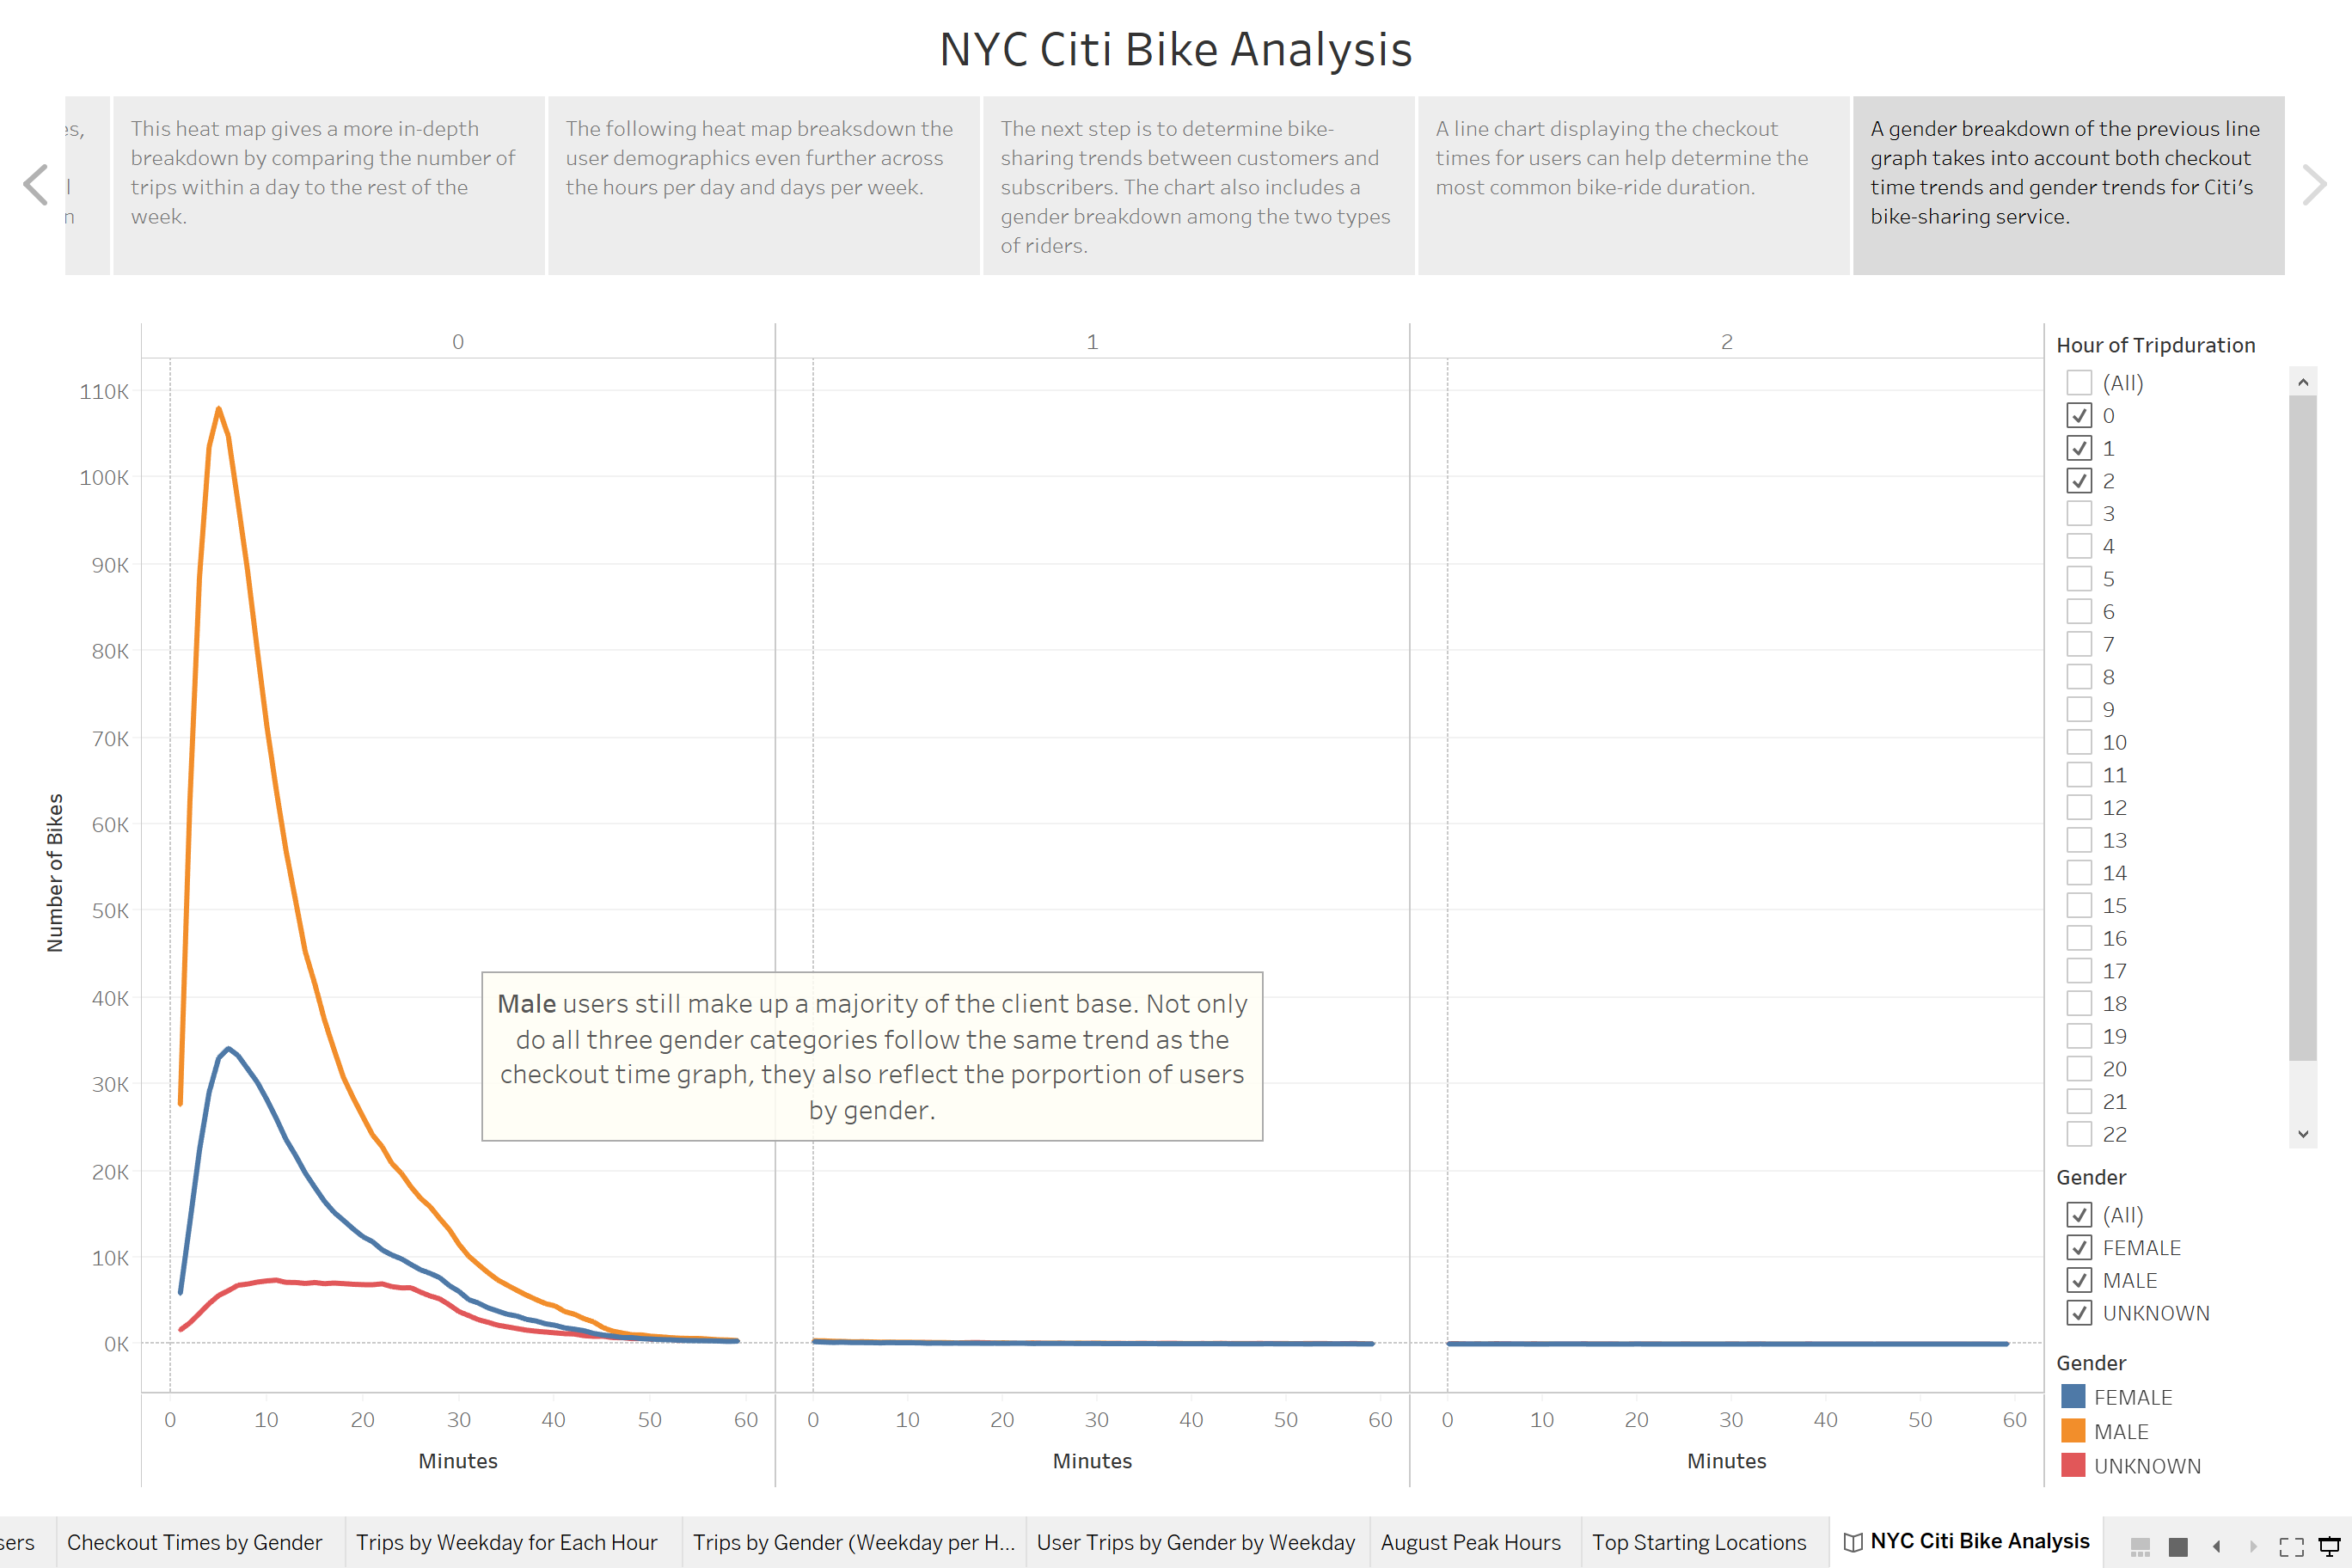 NYC Citi Bike Analysis
es,
l
n
This heat map gives a more in-depth
breakdown by comparing the number of
trips within a day to the rest of the
week.
The following heat map breaksdown the
user demographics even further across
the hours per day and days per week.
The next step is to determine bike-
sharing trends between customers and
subscribers. The chart also includes a
gender breakdown among the two types
of riders.
A line chart displaying the checkout
times for users can help determine the
most common bike-ride duration.
A gender breakdown of the previous line
graph takes into account both checkout
time trends and gender trends for Citi's
bike-sharing service.
0
1
2
110K
100K
90K
80K
70K
60K
50K
40K
30K
20K
10K
0K
Number of Bikes
Male users still make up a majority of the client base. Not only
do all three gender categories follow the same trend as the
checkout time graph, they also reflect the porportion of users
by gender.
0 10 20 30 40 50 60
0 10 20 30 40 50 60
0 10 20 30 40 50 60
Minutes
Minutes
Minutes
Hour of Tripduration
(All)
0
1
2
3
4
5
6
7
8
9
10
11
12
13
14
15
16
17
18
19
20
21
22
Gender
(All)
FEMALE
MALE
UNKNOWN
Gender
FEMALE
MALE
UNKNOWN
sers
Checkout Times by Gender
Trips by Weekday for Each Hour
Trips by Gender (Weekday per H...
User Trips by Gender by Weekday
August Peak Hours
Top Starting Locations
NYC Citi Bike Analysis